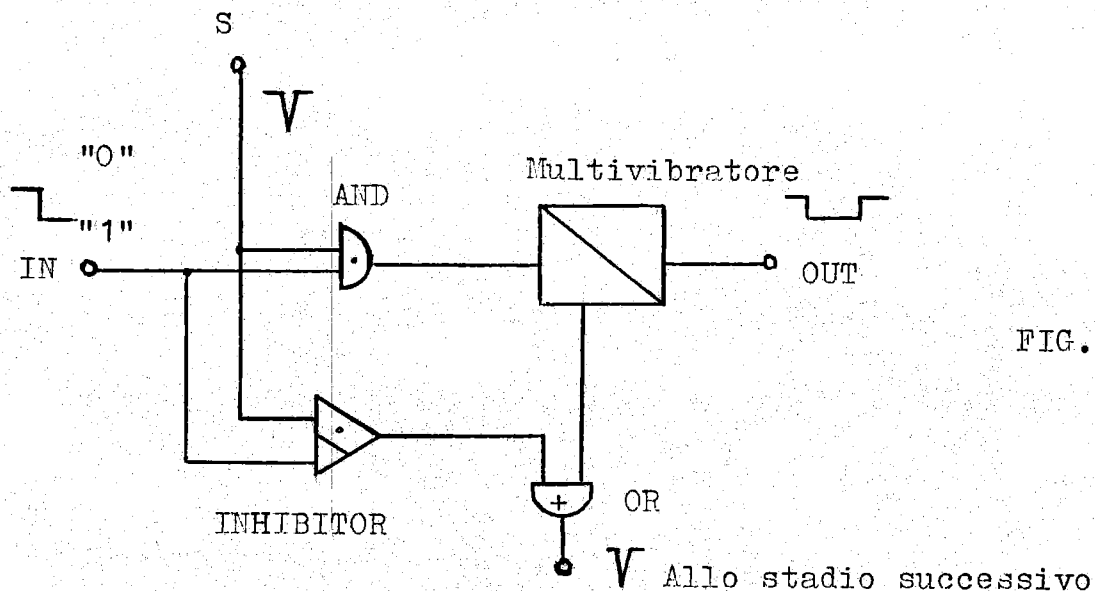 S
"0"
Multivibratore
AND
"1"
IN
OUT
FIG.
+
OR
INHIBITOR
Allo stadio successivo